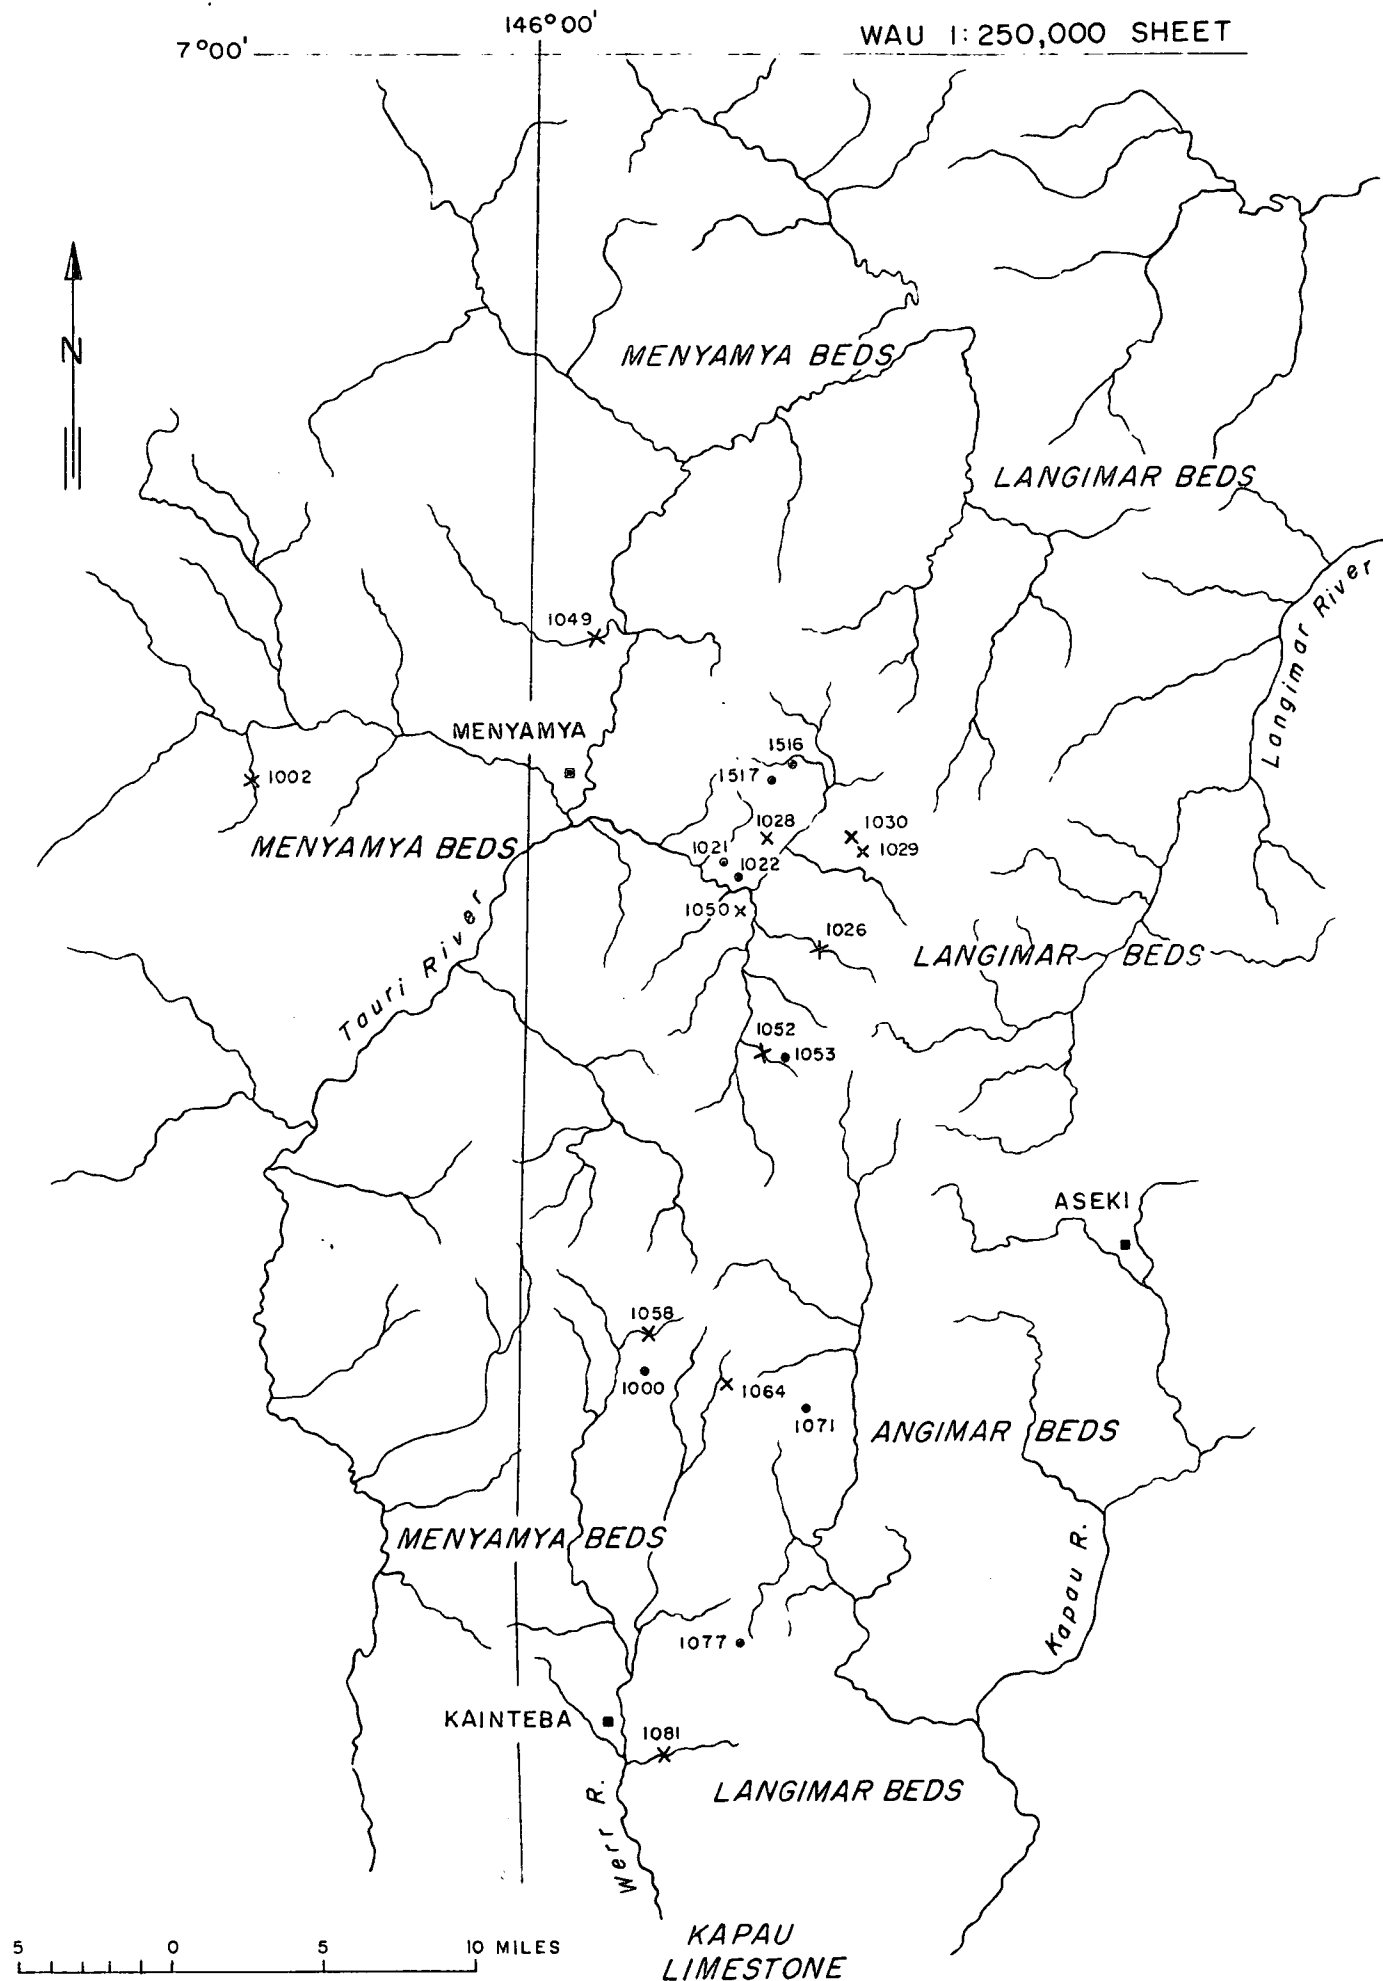 146°00'
7°00'
WAU 1:250,000 SHEET
N
MENYAMYA BEDS
LANGIMAR BEDS
Langimar River
1049
MENYAMYA
1516
1517
1002
1028
1030
MENYAMYA BEDS
1021
1029
1022
1050
1026
LANGIMAR BEDS
Tauri River
1052
1053
ASEKI
1058
1000
1064
1071
ANGIMAR BEDS
MENYAMYA BEDS
Kapau R.
1077
KAINTEBA
1081
LANGIMAR BEDS
Werr R.
KAPAU
LIMESTONE
5 0 5 10 MILES